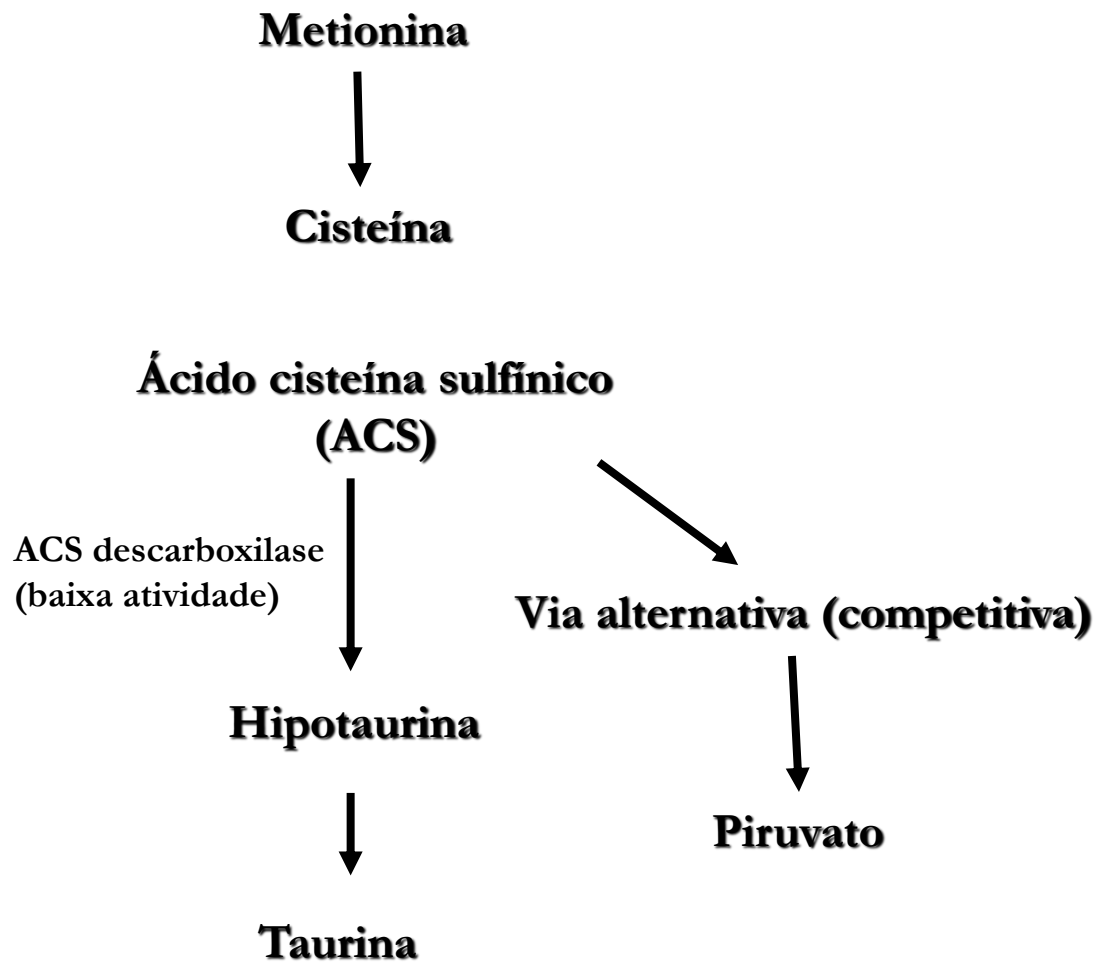 Metionina
Cisteína
Ácido cisteína sulfínico
(ACS)
ACS descarboxilase
(baixa atividade)
Via alternativa (competitiva)
Hipotaurina
Piruvato
Taurina